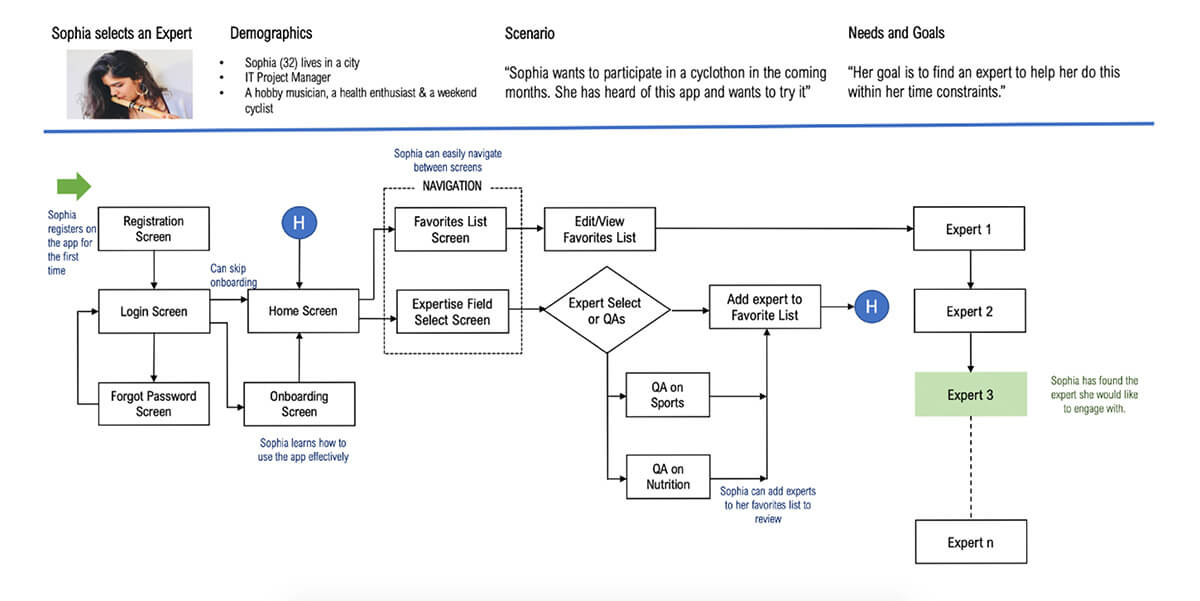 Sophia selects an Expert
Demographics
• Sophia (32) lives in a city
• IT Project Manager
• A hobby musician, a health enthusiast & a weekend
cyclist
Scenario
“Sophia wants to participate in a cyclothon in the coming
months. She has heard of this app and wants to try it”
Needs and Goals
“Her goal is to find an expert to help her do this
within her time constraints.”
Sophia
registers on
the app for
the first
time
Registration
Screen
Login Screen
Forgot Password
Screen
Can skip
onboarding
H
Home Screen
Onboarding
Screen
Sophia learns how to
use the app effectively
Sophia can easily navigate
between screens
NAVIGATION
Favorites List
Screen
Expertise Field
Select Screen
Edit/View
Favorites List
Expert Select
or QAs
QA on
Sports
QA on
Nutrition
Add expert to
Favorite List
H
Sophia can add experts
to her favorites list to
review
Expert 1
Expert 2
Expert 3
Sophia has found the
expert she would like
to engage with.
Expert n